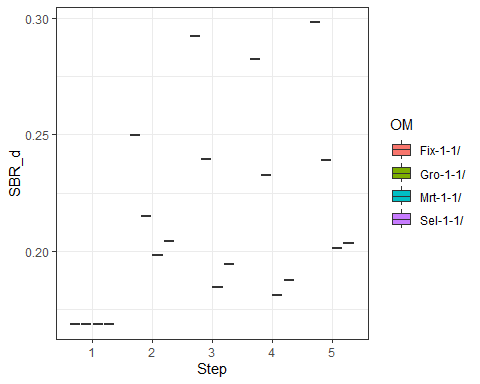 0.30
0.25
0.20
SBR_d
1 2 3 4 5
Step
OM
Fix-1-1/
Gro-1-1/
Mrt-1-1/
Sel-1-1/